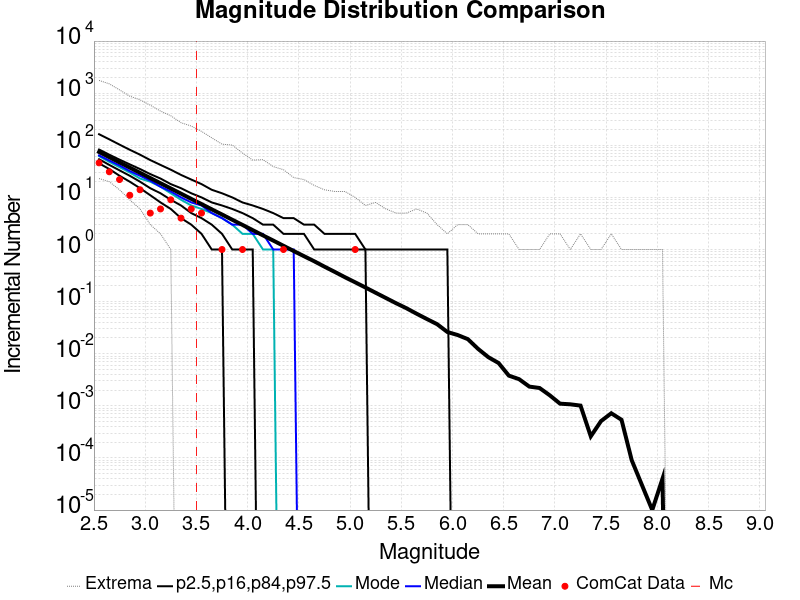 Magnitude Distribution Comparison
10^4
10^3
10^2
10^1
10^0
10^-1
10^-2
10^-3
10^-4
10^-5
Incremental Number
2.5 3.0 3.5 4.0 4.5 5.0 5.5 6.0 6.5 7.0 7.5 8.0 8.5 9.0
Magnitude
Extrema p2.5,p16,p84,p97.5 Mode Median Mean ComCat Data Mc